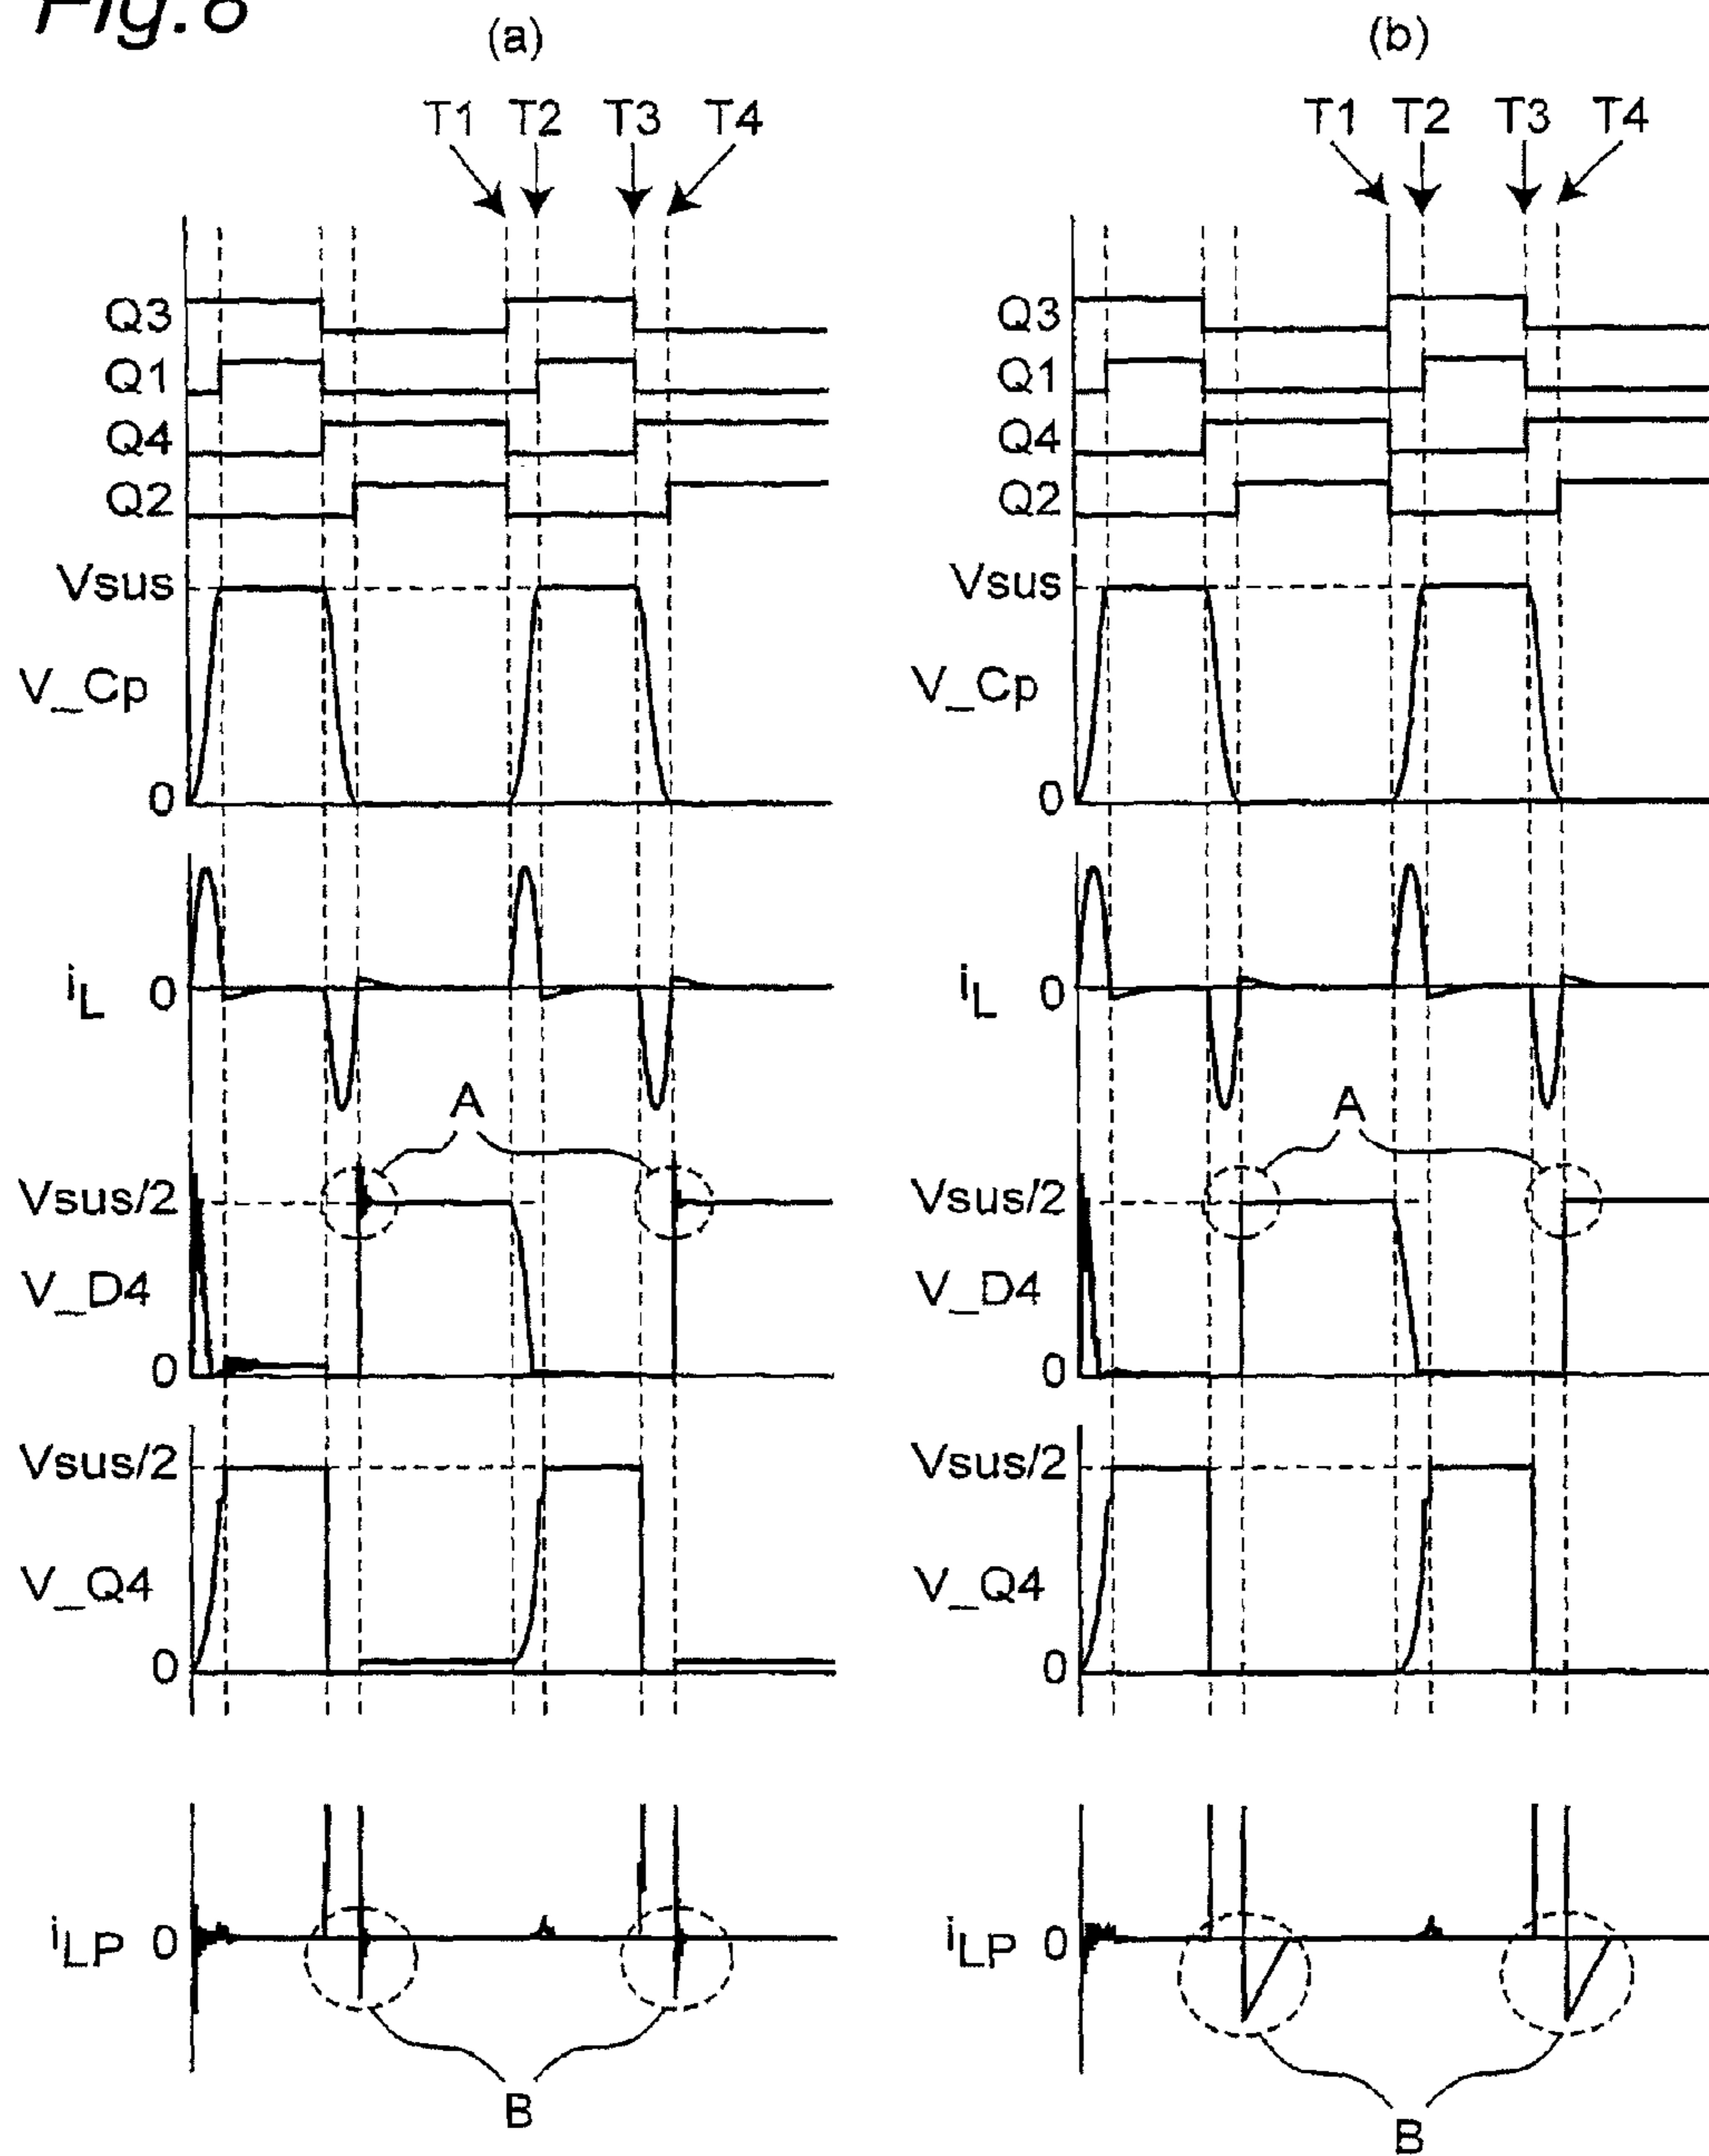 Fig.8
(a)
T1 T2 T3 T4
Q3
Q1
Q4
Q2
Vsus
V_Cp
0
iL 0
A
Vsus/2
V_D4
0
Vsus/2
V_Q4
0
iLP 0
B
(b)
T1 T2 T3 T4
Q3
Q1
Q4
Q2
Vsus
V_Cp
0
iL 0
A
Vsus/2
V_D4
0
Vsus/2
V_Q4
0
iLP 0
B